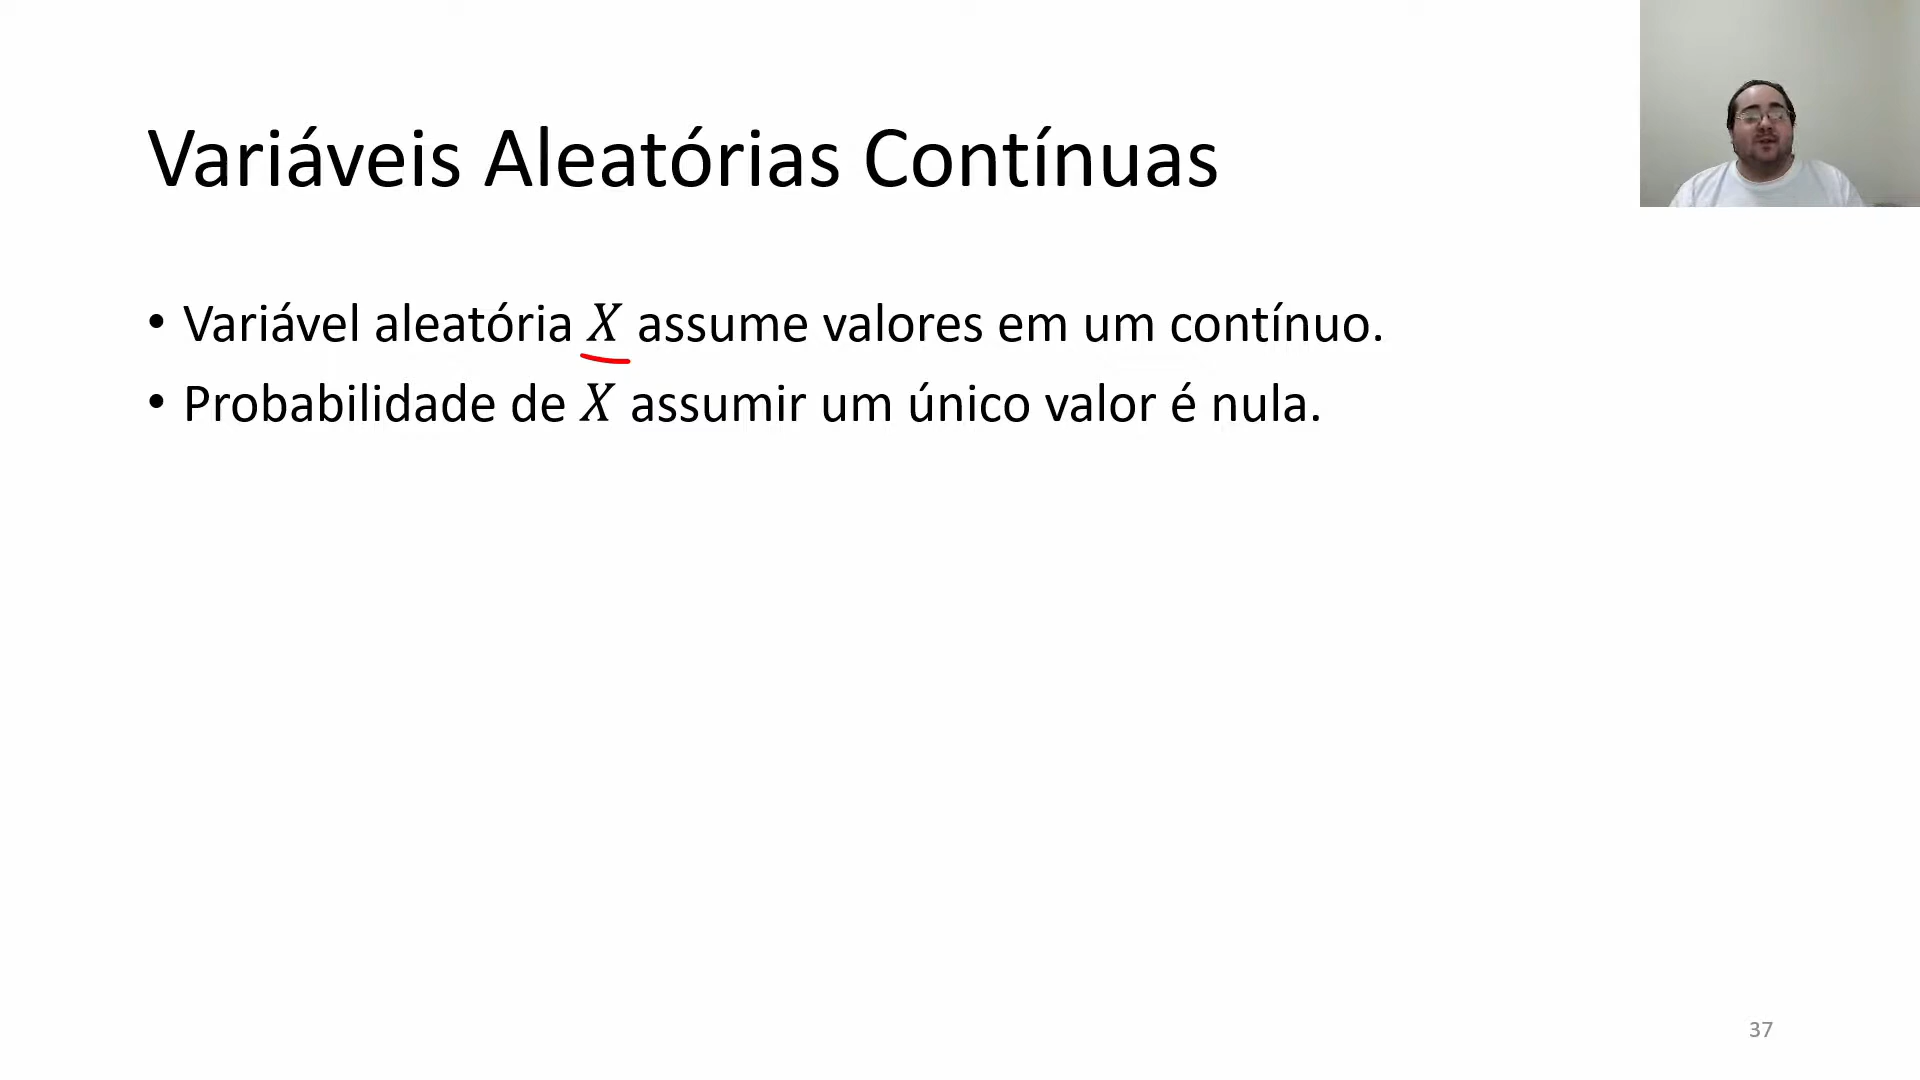 Variáveis Aleatórias Contínuas
• Variável aleatória X assume valores em um contínuo.
• Probabilidade de X assumir um único valor é nula.
37